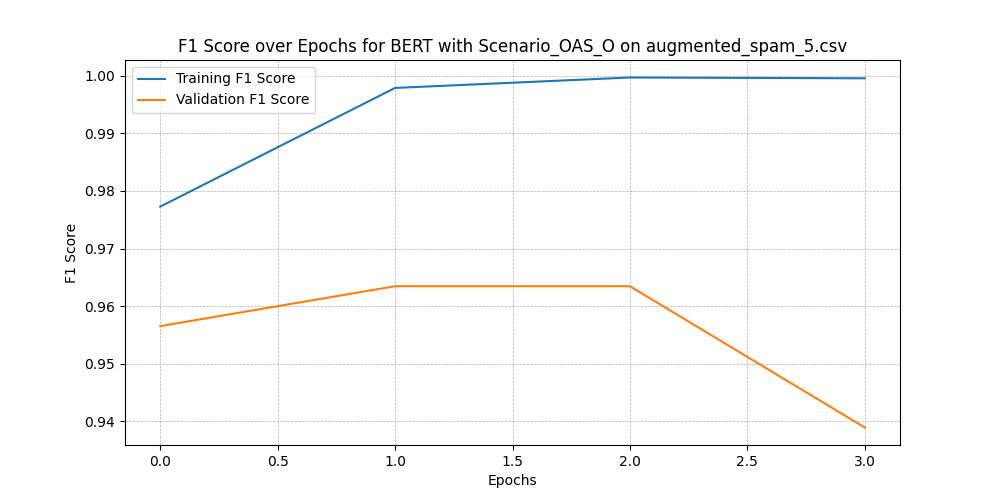 F1 Score over Epochs for BERT with Scenario_OAS_O on augmented_spam_5.csv
Training F1 Score
Validation F1 Score
1.00
0.99
0.98
0.97
0.96
0.95
0.94
F1 Score
0.0 0.5 1.0 1.5 2.0 2.5 3.0
Epochs